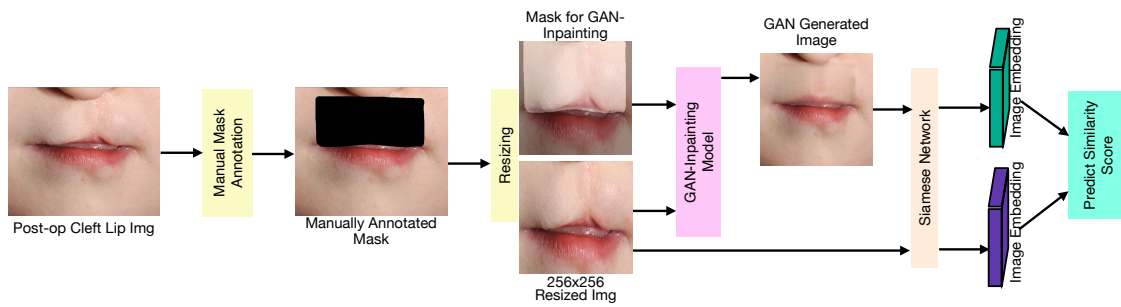 Post-op Cleft Lip Img
Manual Mask
Annotation
Manually Annotated
Mask
Resizing
Mask for GAN-
Inpainting
256x256
Resized Img
GAN-Inpainting
Model
GAN Generated
Image
Siamese Network
Image Embedding
Image Embedding
Predict Similarity
Score